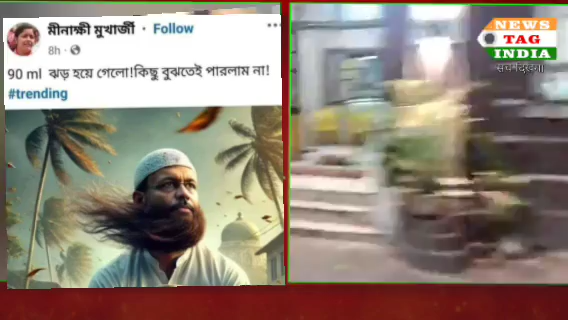 মীনাক্ষী মুখার্জী · Follow
8h ·
90 ml ঝড় হয়ে গেলো!কিছু বুঝতেই পারলাম না!
#trending
NEWS
TAG
INDIA